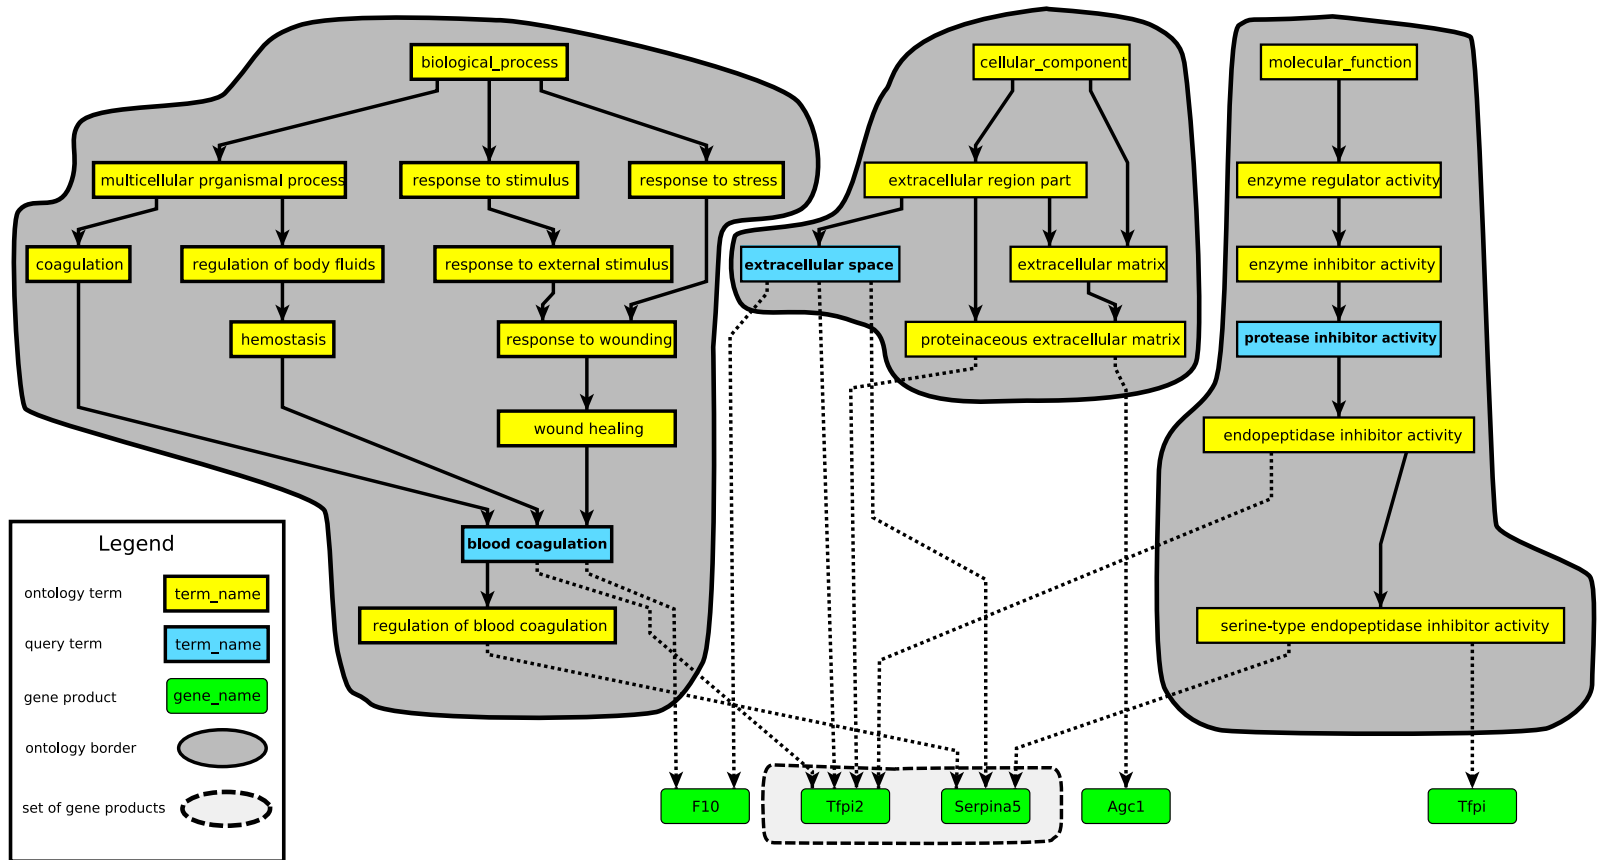 biological_process
cellular_component
molecular_function
multicellular prganismal process
response to stimulus
response to stress
extracellular region part
enzyme regulator activity
coagulation
regulation of body fluids
response to external stimulus
extracellular space
extracellular matrix
enzyme inhibitor activity
hemostasis
response to wounding
proteinaceous extracellular matrix
protease inhibitor activity
wound healing
endopeptidase inhibitor activity
blood coagulation
regulation of blood coagulation
serine-type endopeptidase inhibitor activity
Legend
ontology term
term_name
query term
term_name
gene product
gene_name
ontology border
set of gene products
F10
Tfpi2
Serpina5
Agc1
Tfpi